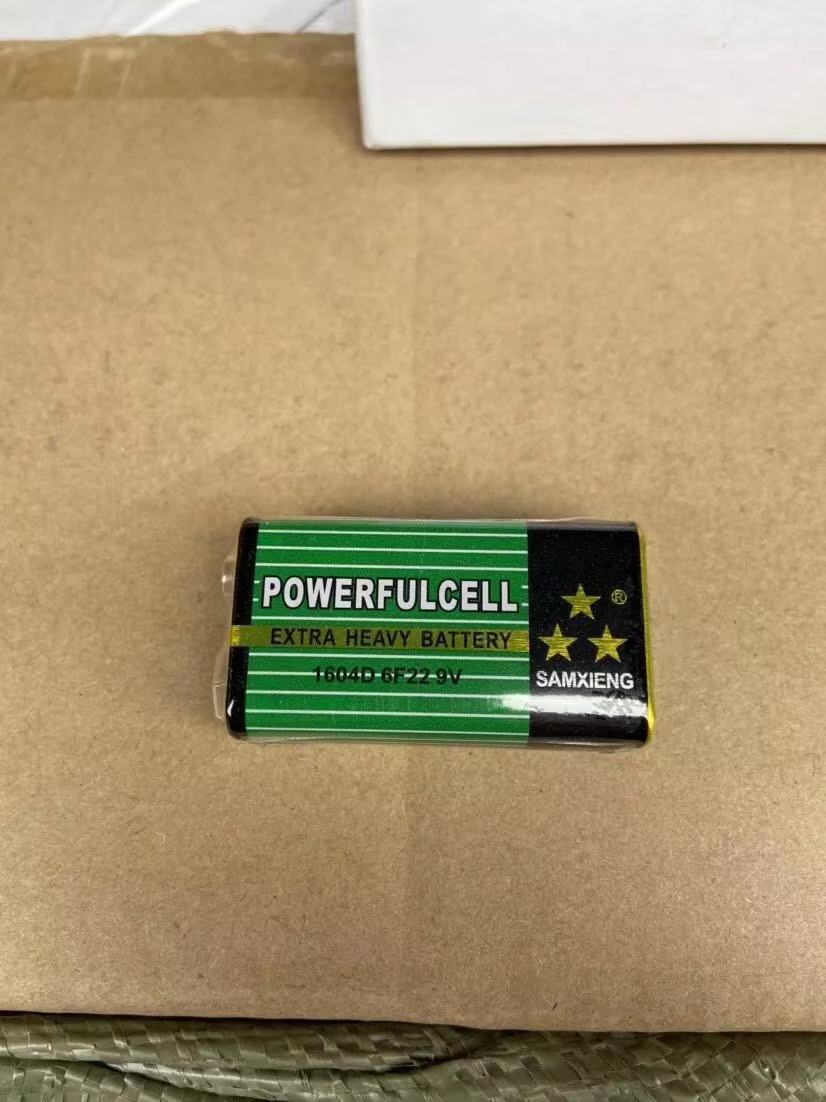 POWERFULCELL
EXTRA HEAVY BATTERY
1604D 6F22 9V
®
SAMXIENG